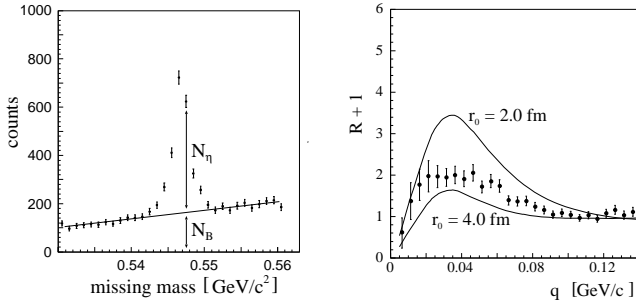 1000
800
600
400
200
0
counts
N_η
N_B
0.54
0.55
0.56
missing mass [ GeV/c² ]
6
5
4
3
2
1
0
R + 1
r₀ = 2.0 fm
r₀ = 4.0 fm
0
0.04
0.08
0.12
q [GeV/c ]